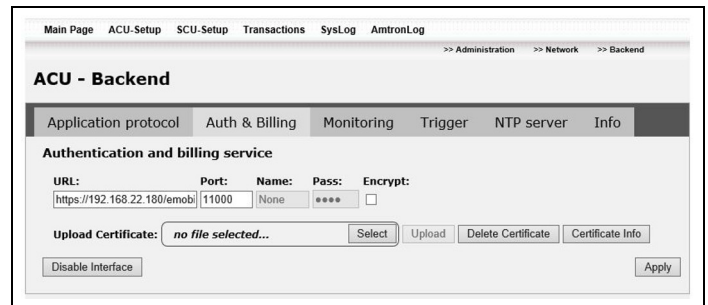 Main Page ACU-Setup SCU-Setup Transactions SysLog AmtronLog
>> Administration >> Network >> Backend
ACU - Backend
Application protocol Auth & Billing Monitoring Trigger NTP server Info
Authentication and billing service
URL: Port: Name: Pass: Encrypt:
https://192.168.22.180/emobi 11000 None ••••
Upload Certificate: no file selected... Select Upload Delete Certificate Certificate Info
Disable Interface Apply